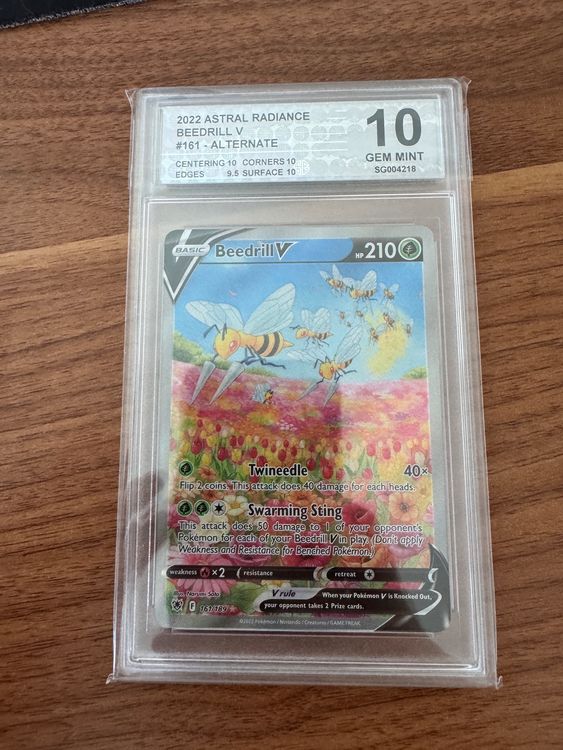 2022 ASTRAL RADIANCE
BEEDRILL V
#161 - ALTERNATE
CENTERING 10 CORNERS 10
EDGES 9.5 SURFACE 10
10
GEM MINT
SG004218
BASIC Beedrill V HP 210
Twineedle 40×
Flip 2 coins. This attack does 40 damage for each heads.
Swarming Sting
This attack does 50 damage to 1 of your opponent's
Pokémon for each of your Beedrill V in play. (Don't apply
Weakness and Resistance for Benched Pokémon.)
weakness ×2 resistance retreat
Illus. Narumi Sato
V rule When your Pokémon V is Knocked Out,
your opponent takes 2 Prize cards.
F 161/189
©2022 Pokémon / Nintendo / Creatures / GAME FREAK